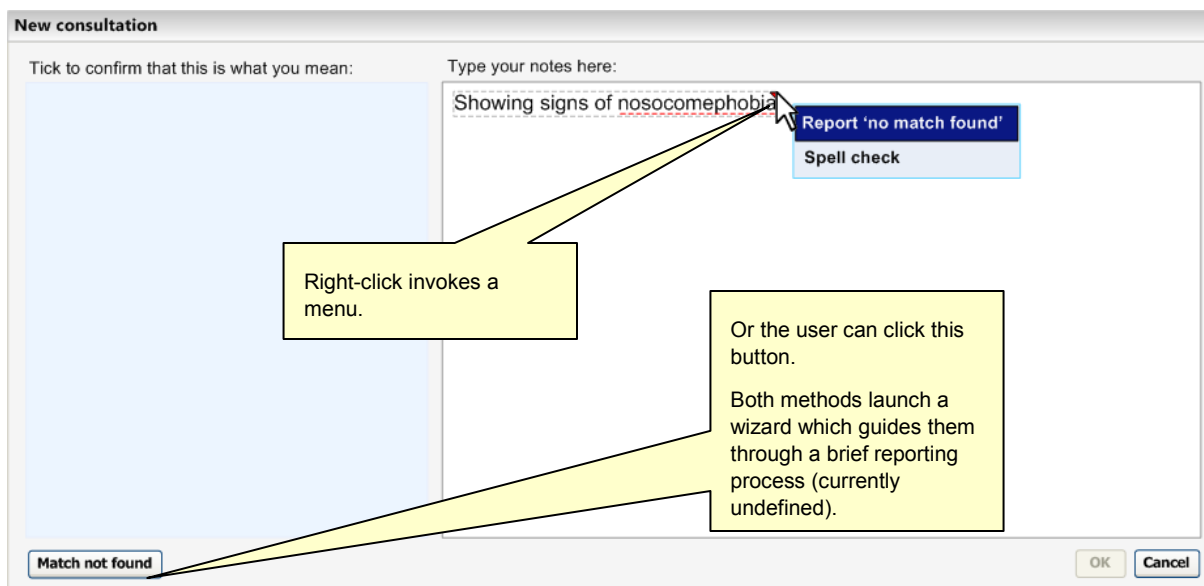 New consultation
Tick to confirm that this is what you mean:
Type your notes here:
Showing signs of nosocomephobia
Report ‘no match found’
Spell check
Right-click invokes a
menu.
Or the user can click this
button.
Both methods launch a
wizard which guides them
through a brief reporting
process (currently
undefined).
Match not found
OK
Cancel